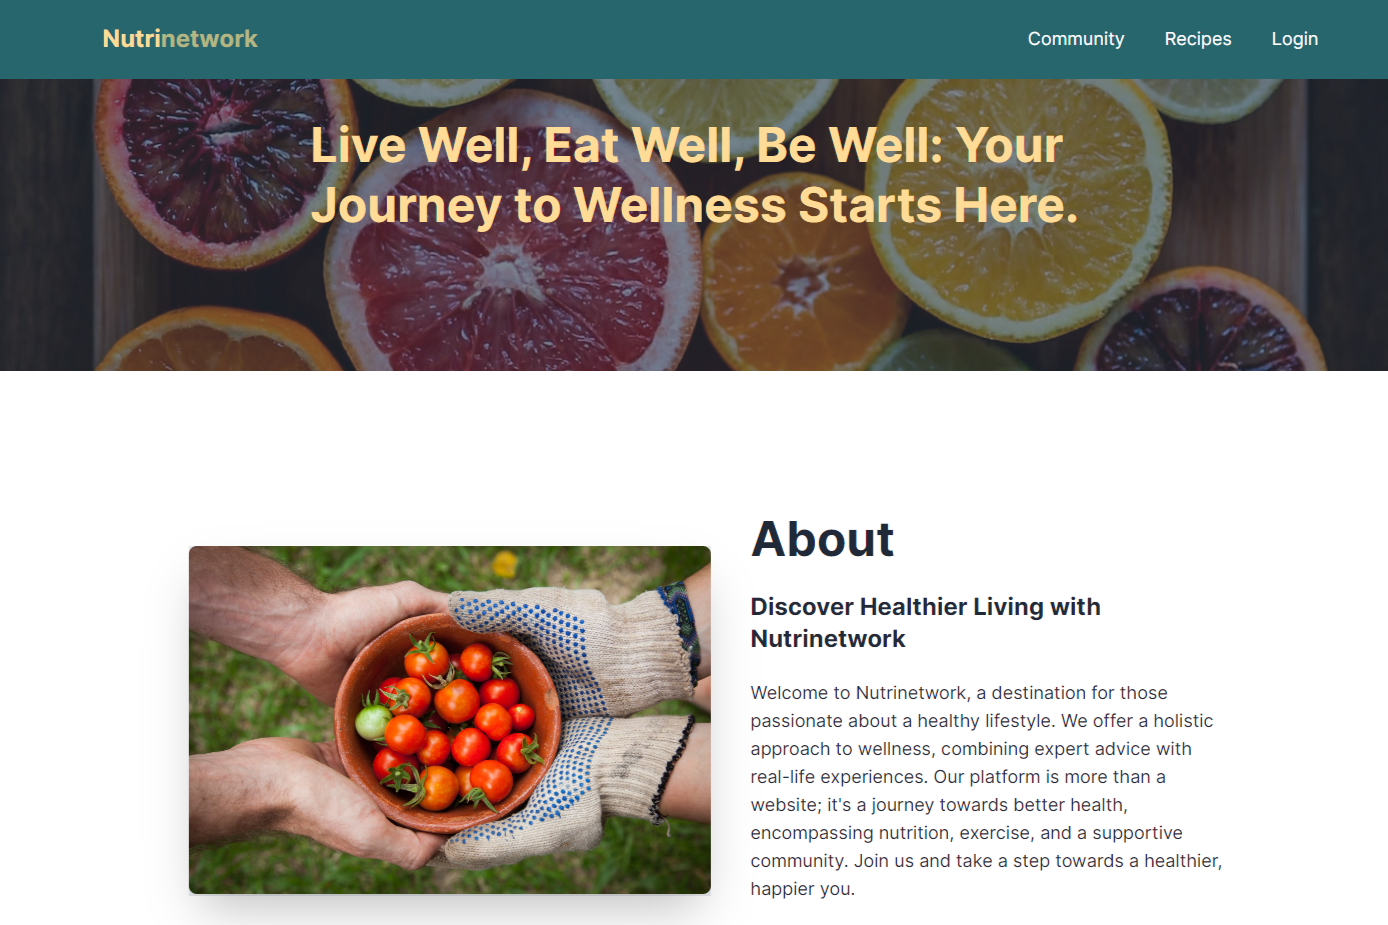 Nutrinetwork
Community
Recipes
Login
Live Well, Eat Well, Be Well: Your
Journey to Wellness Starts Here.
About
Discover Healthier Living with
Nutrinetwork
Welcome to Nutrinetwork, a destination for those
passionate about a healthy lifestyle. We offer a holistic
approach to wellness, combining expert advice with
real-life experiences. Our platform is more than a
website; it's a journey towards better health,
encompassing nutrition, exercise, and a supportive
community. Join us and take a step towards a healthier,
happier you.